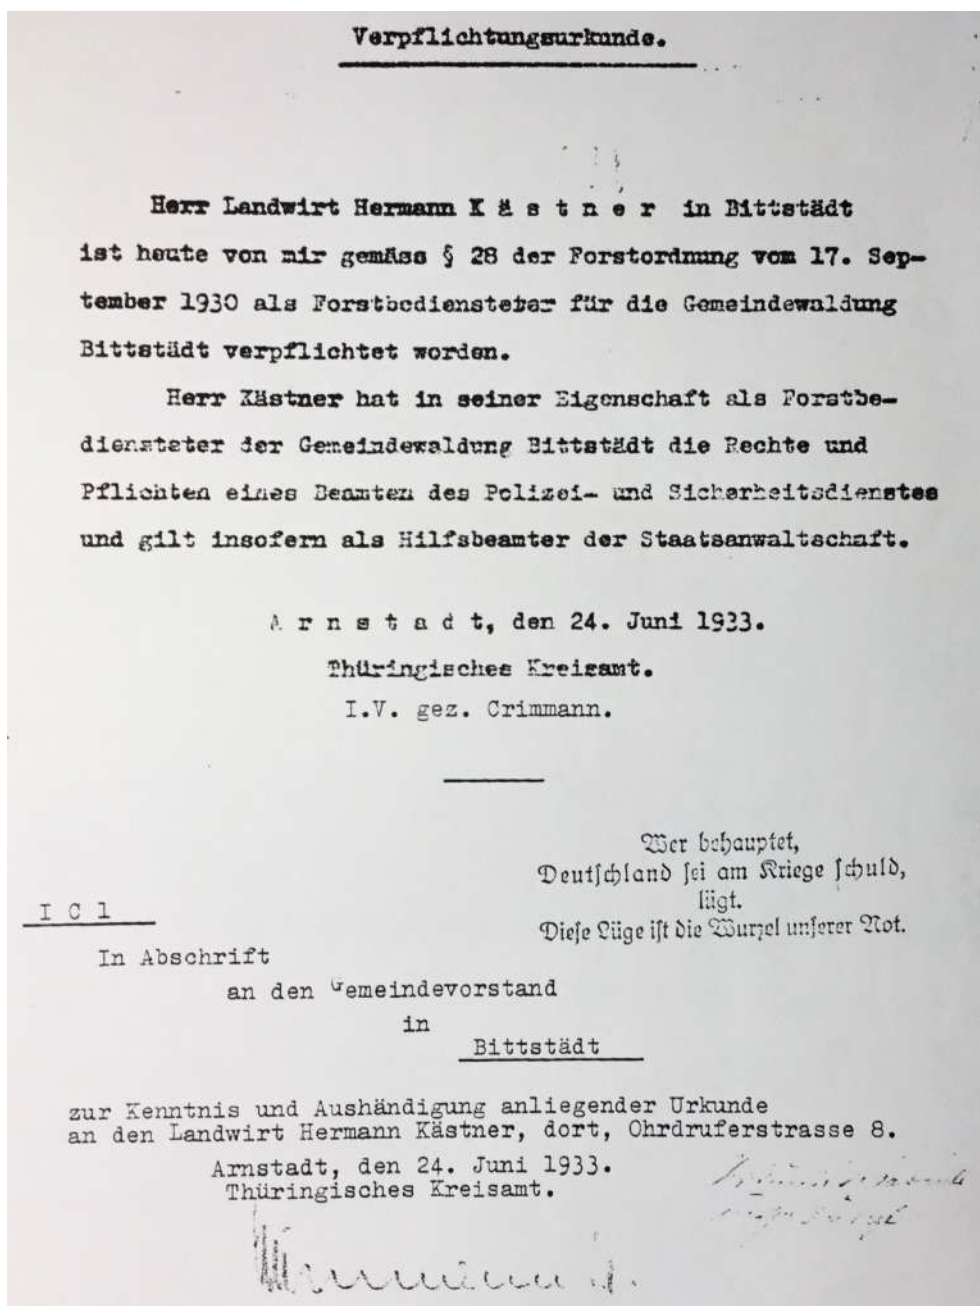 Verpflichtungsurkunde.
Herr Landwirt Hermann K ä s t n e r in Bittstädt
ist heute von mir gemäss § 28 der Forstordnung vom 17. Sep-
tember 1930 als Forstbediensteter für die Gemeindewaldung
Bittstädt verpflichtet worden.
Herr Kästner hat in seiner Eigenschaft als Forstbe-
diensteter der Gemeindewaldung Bittstädt die Rechte und
Pflichten eines Beamten des Polizei- und Sicherheitsdienstes
und gilt insofern als Hilfsbeamter der Staatsanwaltschaft.
A r n s t a d t, den 24. Juni 1933.
Thüringisches Kreisamt.
I.V. gez. Crimmann.
Wer behauptet,
Deutschland sei am Kriege schuld,
lügt.
Diese Lüge ist die Wurzel unserer Not.
I C 1
In Abschrift
an den Gemeindevorstand
in
Bittstädt
zur Kenntnis und Aushändigung anliegender Urkunde
an den Landwirt Hermann Kästner, dort, Ohrdruferstrasse 8.
Arnstadt, den 24. Juni 1933.
Thüringisches Kreisamt.